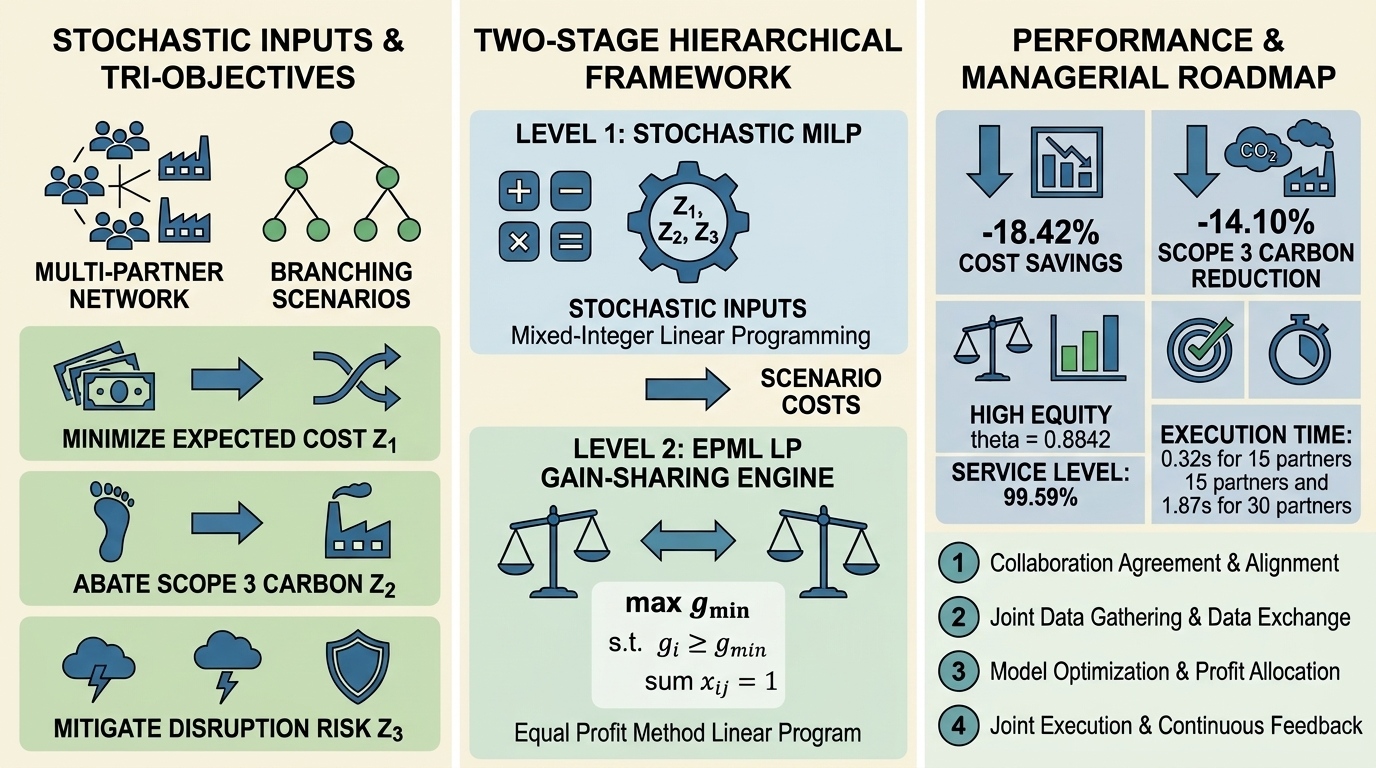 STOCHASTIC INPUTS &
TRI-OBJECTIVES
MULTI-PARTNER
NETWORK
BRANCHING
SCENARIOS
MINIMIZE EXPECTED COST Z₁
ABATE SCOPE 3 CARBON Z₂
MITIGATE DISRUPTION RISK Z₃
TWO-STAGE HIERARCHICAL
FRAMEWORK
LEVEL 1: STOCHASTIC MILP
Z₁,
Z₂, Z₃
STOCHASTIC INPUTS
Mixed-Integer Linear Programming
SCENARIO
COSTS
LEVEL 2: EPML LP
GAIN-SHARING ENGINE
max g_min
s.t. g_i ≥ g_min
sum x_ij = 1
Equal Profit Method Linear Program
PERFORMANCE &
MANAGERIAL ROADMAP
-18.42%
COST SAVINGS
CO₂
-14.10%
SCOPE 3 CARBON
REDUCTION
HIGH EQUITY
theta = 0.8842
SERVICE LEVEL:
99.59%
EXECUTION TIME:
0.32s for 15 partners
15 partners and
1.87s for 30 partners
1 Collaboration Agreement & Alignment
2 Joint Data Gathering & Data Exchange
3 Model Optimization & Profit Allocation
4 Joint Execution & Continuous Feedback